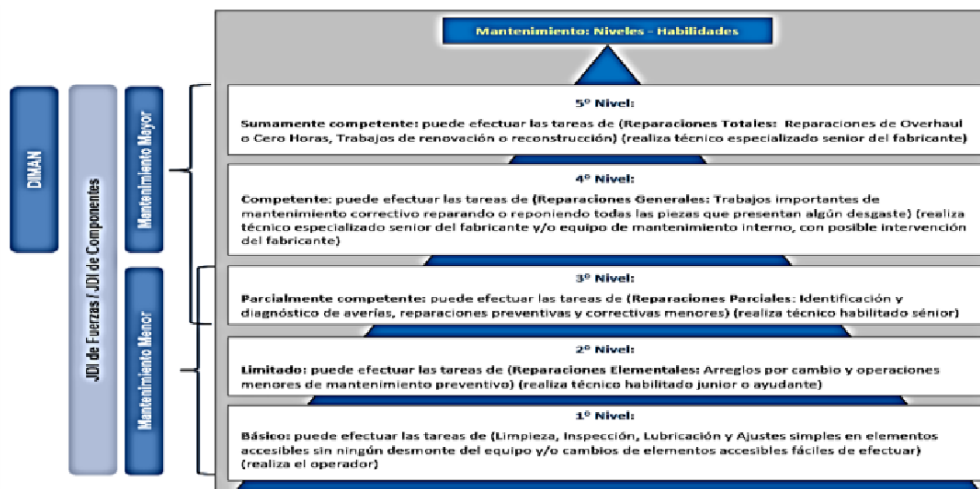 Mantenimiento: Niveles - Habilidades
DIMAN
JDI de Fuerzas / JDI de Componentes
Mantenimiento Mayor
Mantenimiento Menor
5º Nivel:
Sumamente competente: puede efectuar las tareas de (Reparaciones Totales: Reparaciones de Overhaul
o Cero Horas, Trabajos de renovación o reconstrucción) (realiza técnico especializado senior del fabricante)
4º Nivel:
Competente: puede efectuar las tareas de (Reparaciones Generales: Trabajos importantes de
mantenimiento correctivo reparando o reponiendo todas las piezas que presentan algún desgaste) (realiza
técnico especializado senior del fabricante y/o equipo de mantenimiento interno, con posible intervención
del fabricante)
3º Nivel:
Parcialmente competente: puede efectuar las tareas de (Reparaciones Parciales: Identificación y
diagnóstico de averías, reparaciones preventivas y correctivas menores) (realiza técnico habilitado sénior)
2º Nivel:
Limitado: puede efectuar las tareas de (Reparaciones Elementales: Arreglos por cambio y operaciones
menores de mantenimiento preventivo) (realiza técnico habilitado junior o ayudante)
1º Nivel:
Básico: puede efectuar las tareas de (Limpieza, Inspección, Lubricación y Ajustes simples en elementos
accesibles sin ningún desmonte del equipo y/o cambios de elementos accesibles fáciles de efectuar)
(realiza el operador)